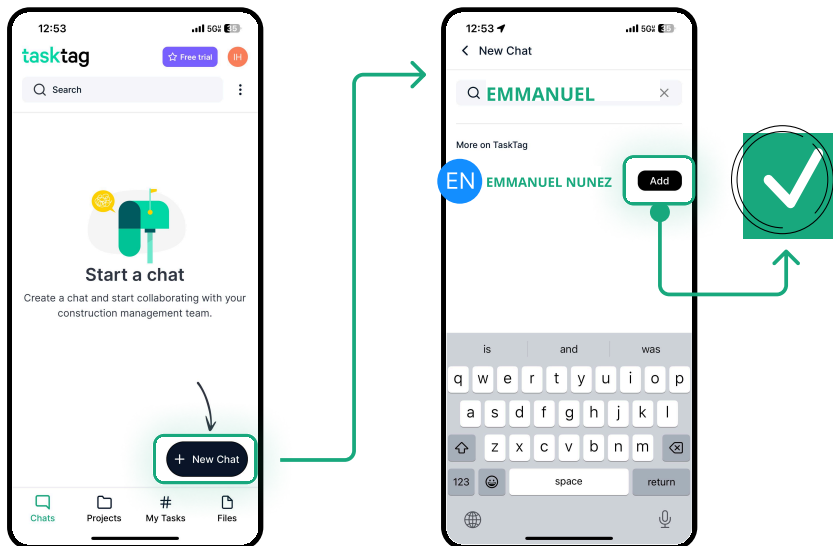 12:53
5G
tasktag
Free trial
IH
Search
Start a chat
Create a chat and start collaborating with your
construction management team.
+ New Chat
Chats
Projects
My Tasks
Files
12:53
5G
New Chat
EMMANUEL
More on TaskTag
EN
EMMANUEL NUNEZ
Add
is and was
q w e r t y u i o p
a s d f g h j k l
z x c v b n m
123
space
return